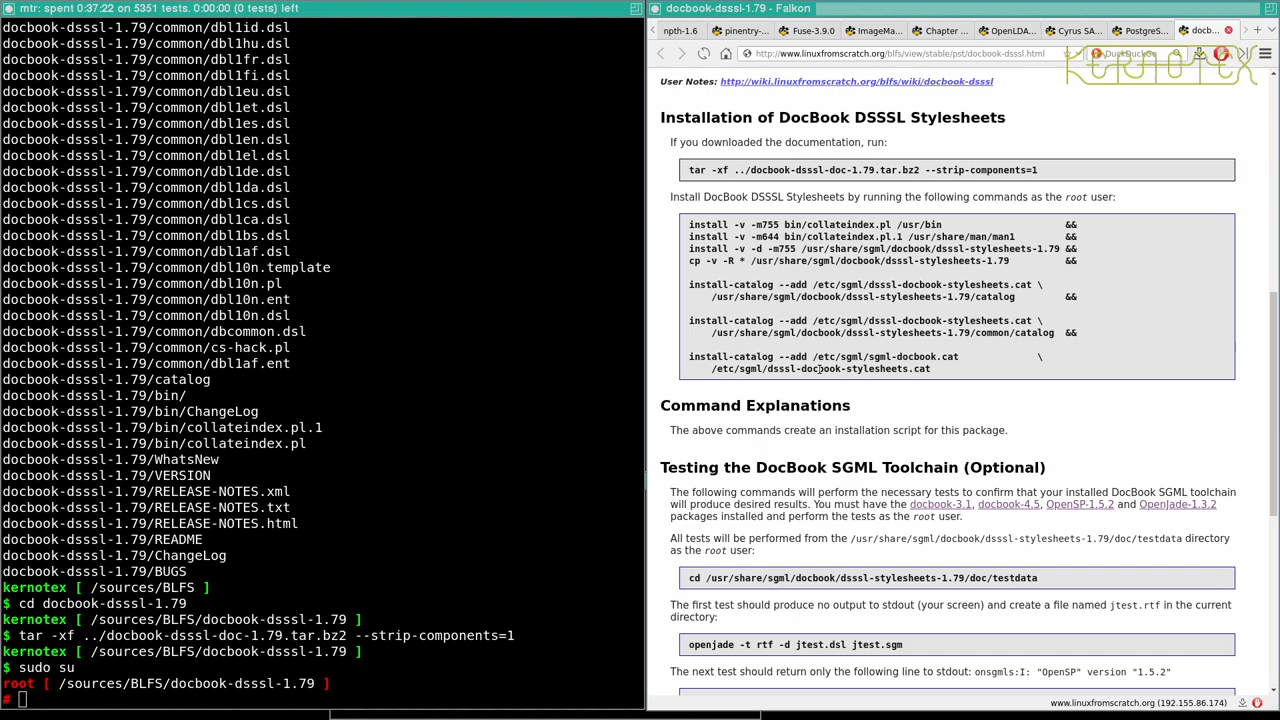 mtr: spent 0:37:22 on 5351 tests. 0:00:00 (0 tests) left
docbook-dsssl-1.79/common/dbl1id.dsl
docbook-dsssl-1.79/common/dbl1hu.dsl
docbook-dsssl-1.79/common/dbl1fr.dsl
docbook-dsssl-1.79/common/dbl1fi.dsl
docbook-dsssl-1.79/common/dbl1eu.dsl
docbook-dsssl-1.79/common/dbl1et.dsl
docbook-dsssl-1.79/common/dbl1es.dsl
docbook-dsssl-1.79/common/dbl1en.dsl
docbook-dsssl-1.79/common/dbl1el.dsl
docbook-dsssl-1.79/common/dbl1de.dsl
docbook-dsssl-1.79/common/dbl1da.dsl
docbook-dsssl-1.79/common/dbl1cs.dsl
docbook-dsssl-1.79/common/dbl1ca.dsl
docbook-dsssl-1.79/common/dbl1bs.dsl
docbook-dsssl-1.79/common/dbl1af.dsl
docbook-dsssl-1.79/common/dbl10n.template
docbook-dsssl-1.79/common/dbl10n.pl
docbook-dsssl-1.79/common/dbl10n.ent
docbook-dsssl-1.79/common/dbl10n.dsl
docbook-dsssl-1.79/common/dbcommon.dsl
docbook-dsssl-1.79/common/cs-hack.pl
docbook-dsssl-1.79/common/dbl1af.ent
docbook-dsssl-1.79/catalog
docbook-dsssl-1.79/bin/
docbook-dsssl-1.79/bin/ChangeLog
docbook-dsssl-1.79/bin/collateindex.pl.1
docbook-dsssl-1.79/bin/collateindex.pl
docbook-dsssl-1.79/WhatsNew
docbook-dsssl-1.79/VERSION
docbook-dsssl-1.79/RELEASE-NOTES.xml
docbook-dsssl-1.79/RELEASE-NOTES.txt
docbook-dsssl-1.79/RELEASE-NOTES.html
docbook-dsssl-1.79/README
docbook-dsssl-1.79/ChangeLog
docbook-dsssl-1.79/BUGS
kernotex [ /sources/BLFS ]
$ cd docbook-dsssl-1.79
kernotex [ /sources/BLFS/docbook-dsssl-1.79 ]
$ tar -xf ../docbook-dsssl-doc-1.79.tar.bz2 --strip-components=1
kernotex [ /sources/BLFS/docbook-dsssl-1.79 ]
$ sudo su
root [ /sources/BLFS/docbook-dsssl-1.79 ]
#
docbook-dsssl-1.79 - Falkon
npth-1.6 pinentry-... Fuse-3.9.0 ImageMa... Chapter ... OpenLDA... Cyrus SA... PostgreS... docb...
http://www.linuxfromscratch.org/blfs/view/stable/pst/docbook-dsssl.html DuckDuckGo
KERNOTEX
User Notes: http://wiki.linuxfromscratch.org/blfs/wiki/docbook-dsssl
Installation of DocBook DSSSL Stylesheets
If you downloaded the documentation, run:
tar -xf ../docbook-dsssl-doc-1.79.tar.bz2 --strip-components=1
Install DocBook DSSSL Stylesheets by running the following commands as the root user:
install -v -m755 bin/collateindex.pl /usr/bin &&
install -v -m644 bin/collateindex.pl.1 /usr/share/man/man1 &&
install -v -d -m755 /usr/share/sgml/docbook/dsssl-stylesheets-1.79 &&
cp -v -R * /usr/share/sgml/docbook/dsssl-stylesheets-1.79 &&
install-catalog --add /etc/sgml/dsssl-docbook-stylesheets.cat \
/usr/share/sgml/docbook/dsssl-stylesheets-1.79/catalog &&
install-catalog --add /etc/sgml/dsssl-docbook-stylesheets.cat \
/usr/share/sgml/docbook/dsssl-stylesheets-1.79/common/catalog &&
install-catalog --add /etc/sgml/sgml-docbook.cat \
/etc/sgml/dsssl-docbook-stylesheets.cat
Command Explanations
The above commands create an installation script for this package.
Testing the DocBook SGML Toolchain (Optional)
The following commands will perform the necessary tests to confirm that your installed DocBook SGML toolchain
will produce desired results. You must have the docbook-3.1, docbook-4.5, OpenSP-1.5.2 and OpenJade-1.3.2
packages installed and perform the tests as the root user.
All tests will be performed from the /usr/share/sgml/docbook/dsssl-stylesheets-1.79/doc/testdata directory
as the root user:
cd /usr/share/sgml/docbook/dsssl-stylesheets-1.79/doc/testdata
The first test should produce no output to stdout (your screen) and create a file named jtest.rtf in the current
directory:
openjade -t rtf -d jtest.dsl jtest.sgm
The next test should return only the following line to stdout: onsgmls:I: "OpenSP" version "1.5.2"
www.linuxfromscratch.org (192.155.86.174)